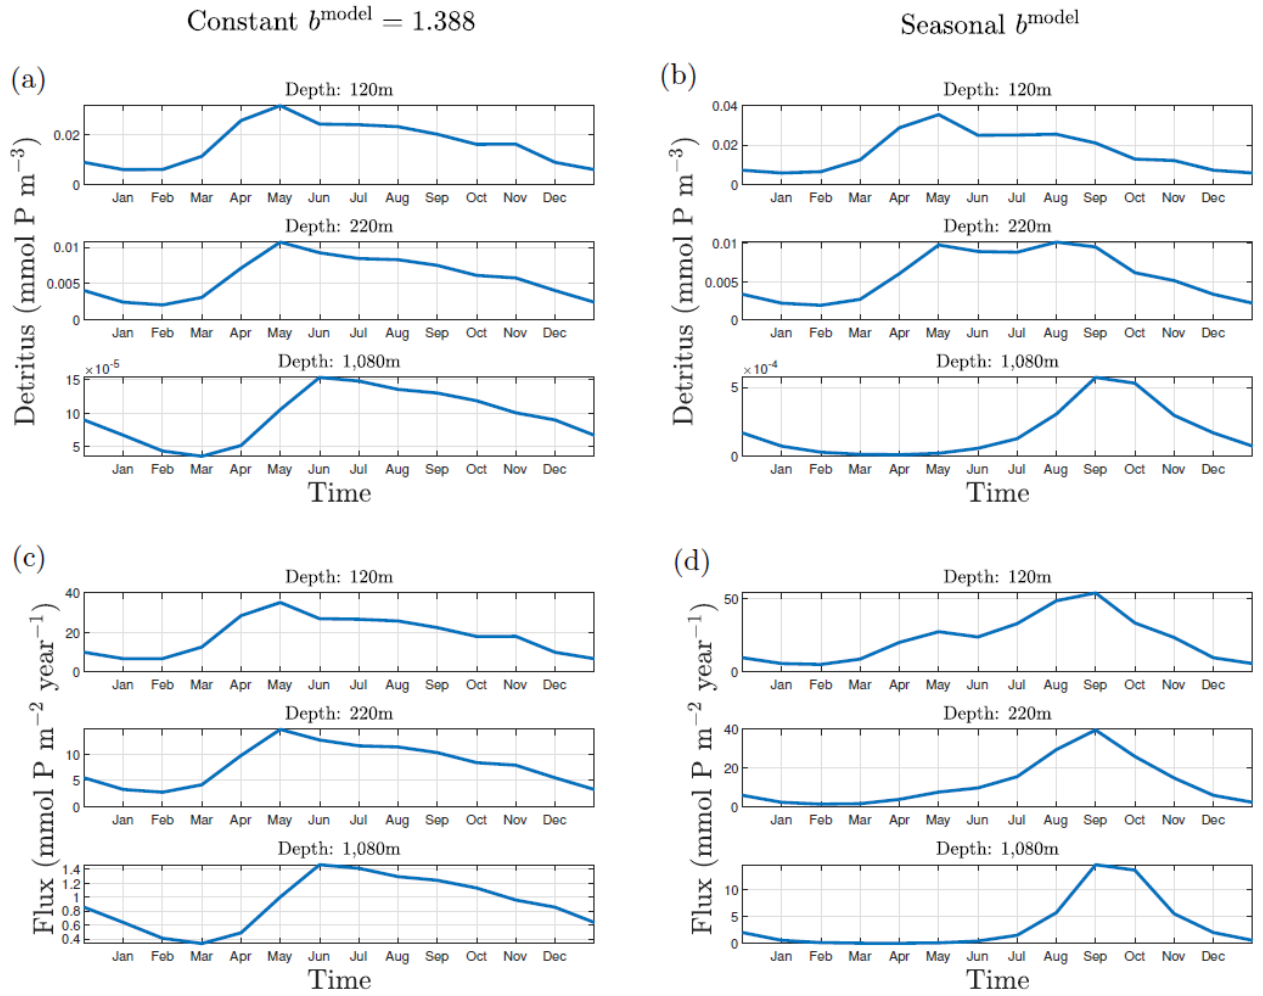 Constant b^model = 1.388
Seasonal b^model
(a)
Depth: 120m
0.02
0
Jan Feb Mar Apr May Jun Jul Aug Sep Oct Nov Dec
Depth: 220m
0.01
0.005
0
Jan Feb Mar Apr May Jun Jul Aug Sep Oct Nov Dec
×10^-5
Depth: 1,080m
15
10
5
Jan Feb Mar Apr May Jun Jul Aug Sep Oct Nov Dec
Time
Detritus (mmol P m^−3)
(b)
Depth: 120m
0.04
0.02
0
Jan Feb Mar Apr May Jun Jul Aug Sep Oct Nov Dec
Depth: 220m
0.01
0.005
0
Jan Feb Mar Apr May Jun Jul Aug Sep Oct Nov Dec
×10^-4
Depth: 1,080m
5
0
Jan Feb Mar Apr May Jun Jul Aug Sep Oct Nov Dec
Time
Detritus (mmol P m^−3)
(c)
Depth: 120m
40
20
0
Jan Feb Mar Apr May Jun Jul Aug Sep Oct Nov Dec
Depth: 220m
10
5
0
Jan Feb Mar Apr May Jun Jul Aug Sep Oct Nov Dec
Depth: 1,080m
1.4
1.2
1
0.8
0.6
0.4
Jan Feb Mar Apr May Jun Jul Aug Sep Oct Nov Dec
Time
Flux (mmol P m^−2 year^−1)
(d)
Depth: 120m
50
0
Jan Feb Mar Apr May Jun Jul Aug Sep Oct Nov Dec
Depth: 220m
40
20
0
Jan Feb Mar Apr May Jun Jul Aug Sep Oct Nov Dec
Depth: 1,080m
10
5
0
Jan Feb Mar Apr May Jun Jul Aug Sep Oct Nov Dec
Time
Flux (mmol P m^−2 year^−1)